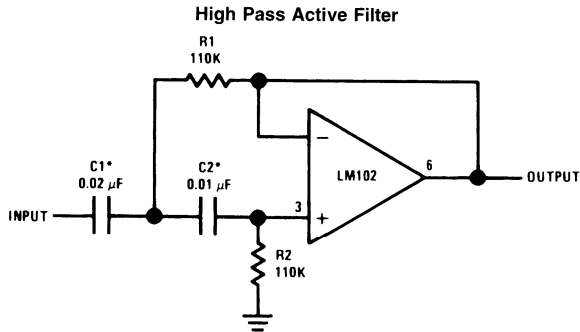 High Pass Active Filter
R1
110K
C1*
0.02 μF
C2*
0.01 μF
−
LM102
6
OUTPUT
INPUT
3
+
R2
110K